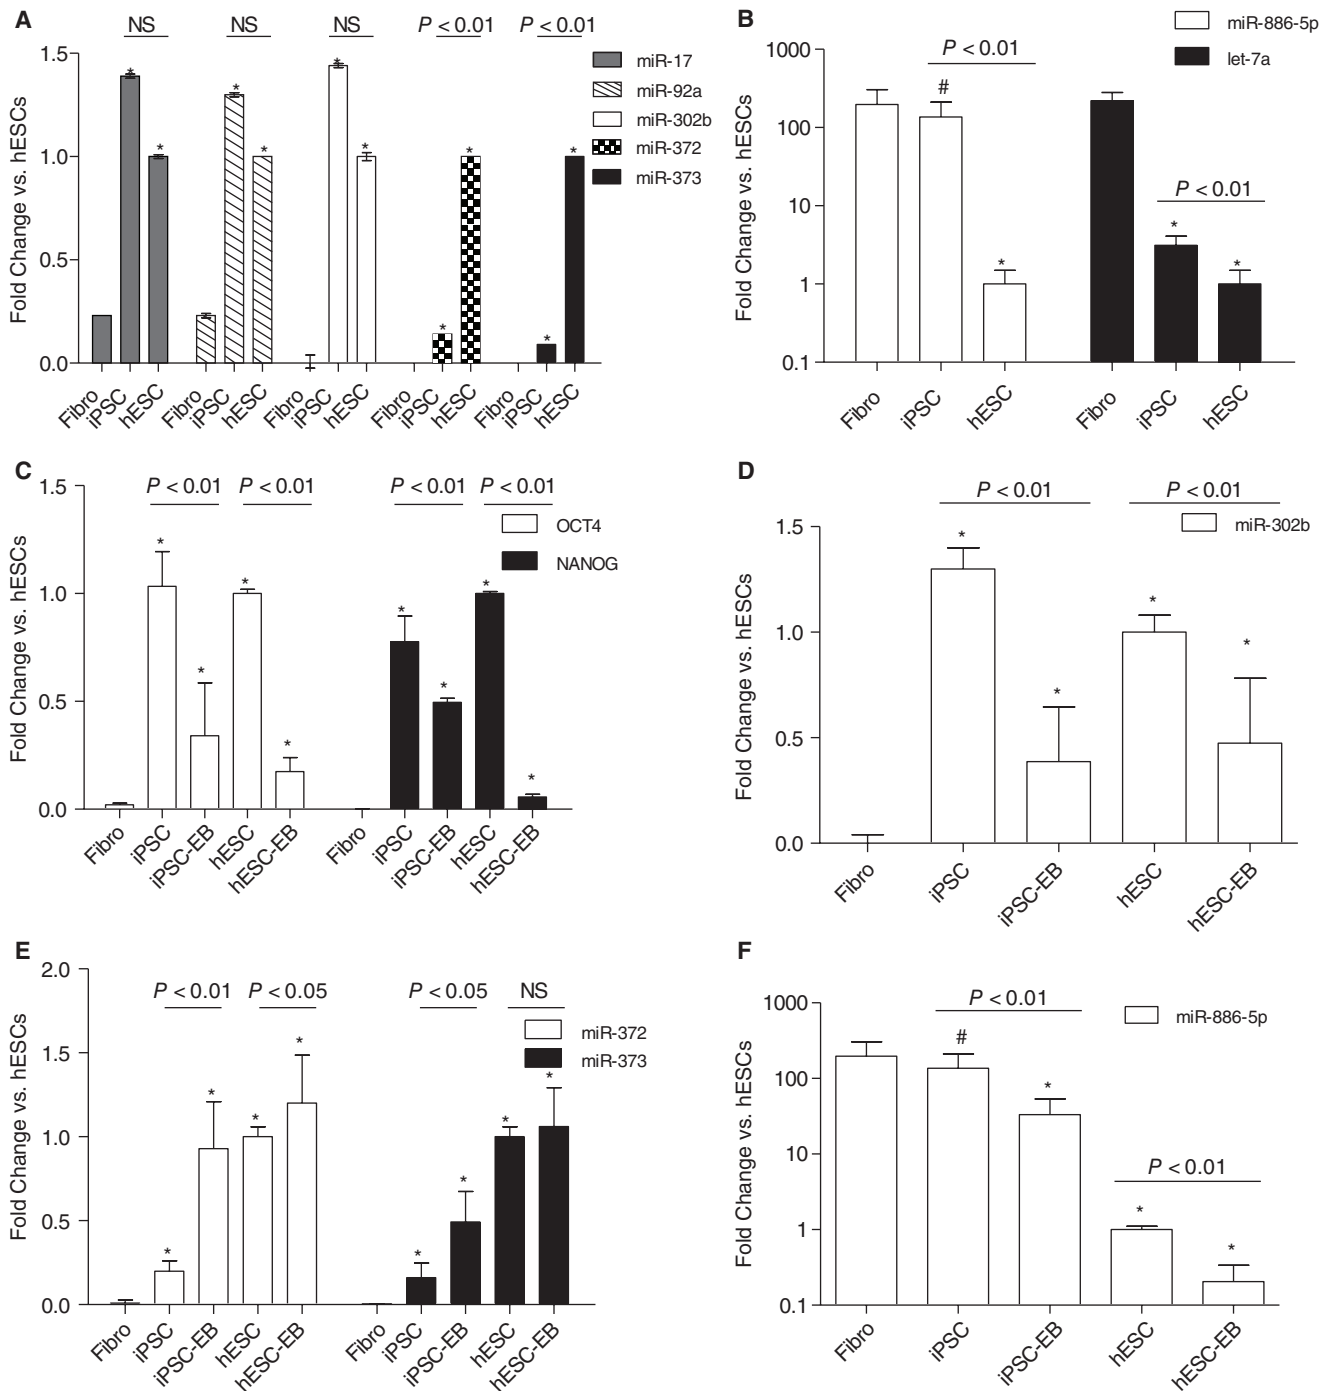 A
NS NS NS P < 0.01 P < 0.01
Fold Change vs. hESCs
1.5
1.0
0.5
0.0
* * * * * * * * * *
miR-17
miR-92a
miR-302b
miR-372
miR-373
Fibro iPSC hESC Fibro iPSC hESC Fibro iPSC hESC Fibro iPSC hESC Fibro iPSC hESC
B
miR-886-5p
let-7a
Fold Change vs. hESCs
1000
100
10
1
0.1
P < 0.01
#
*
P < 0.01
* *
Fibro iPSC hESC Fibro iPSC hESC
C
P < 0.01 P < 0.01 P < 0.01 P < 0.01
Fold Change vs. hESCs
1.5
1.0
0.5
0.0
OCT4
NANOG
* * * * * * * *
Fibro iPSC iPSC-EB hESC hESC-EB Fibro iPSC iPSC-EB hESC hESC-EB
D
P < 0.01 P < 0.01
miR-302b
Fold Change vs. hESCs
1.5
1.0
0.5
0.0
* * * *
Fibro iPSC iPSC-EB hESC hESC-EB
E
Fold Change vs. hESCs
2.0
1.5
1.0
0.5
0.0
P < 0.01 P < 0.05 P < 0.05 NS
miR-372
miR-373
* * * * * * * *
Fibro iPSC iPSC-EB hESC hESC-EB Fibro iPSC iPSC-EB hESC hESC-EB
F
Fold Change vs. hESCs
1000
100
10
1
0.1
P < 0.01
miR-886-5p
# *
P < 0.01
* *
Fibro iPSC iPSC-EB hESC hESC-EB